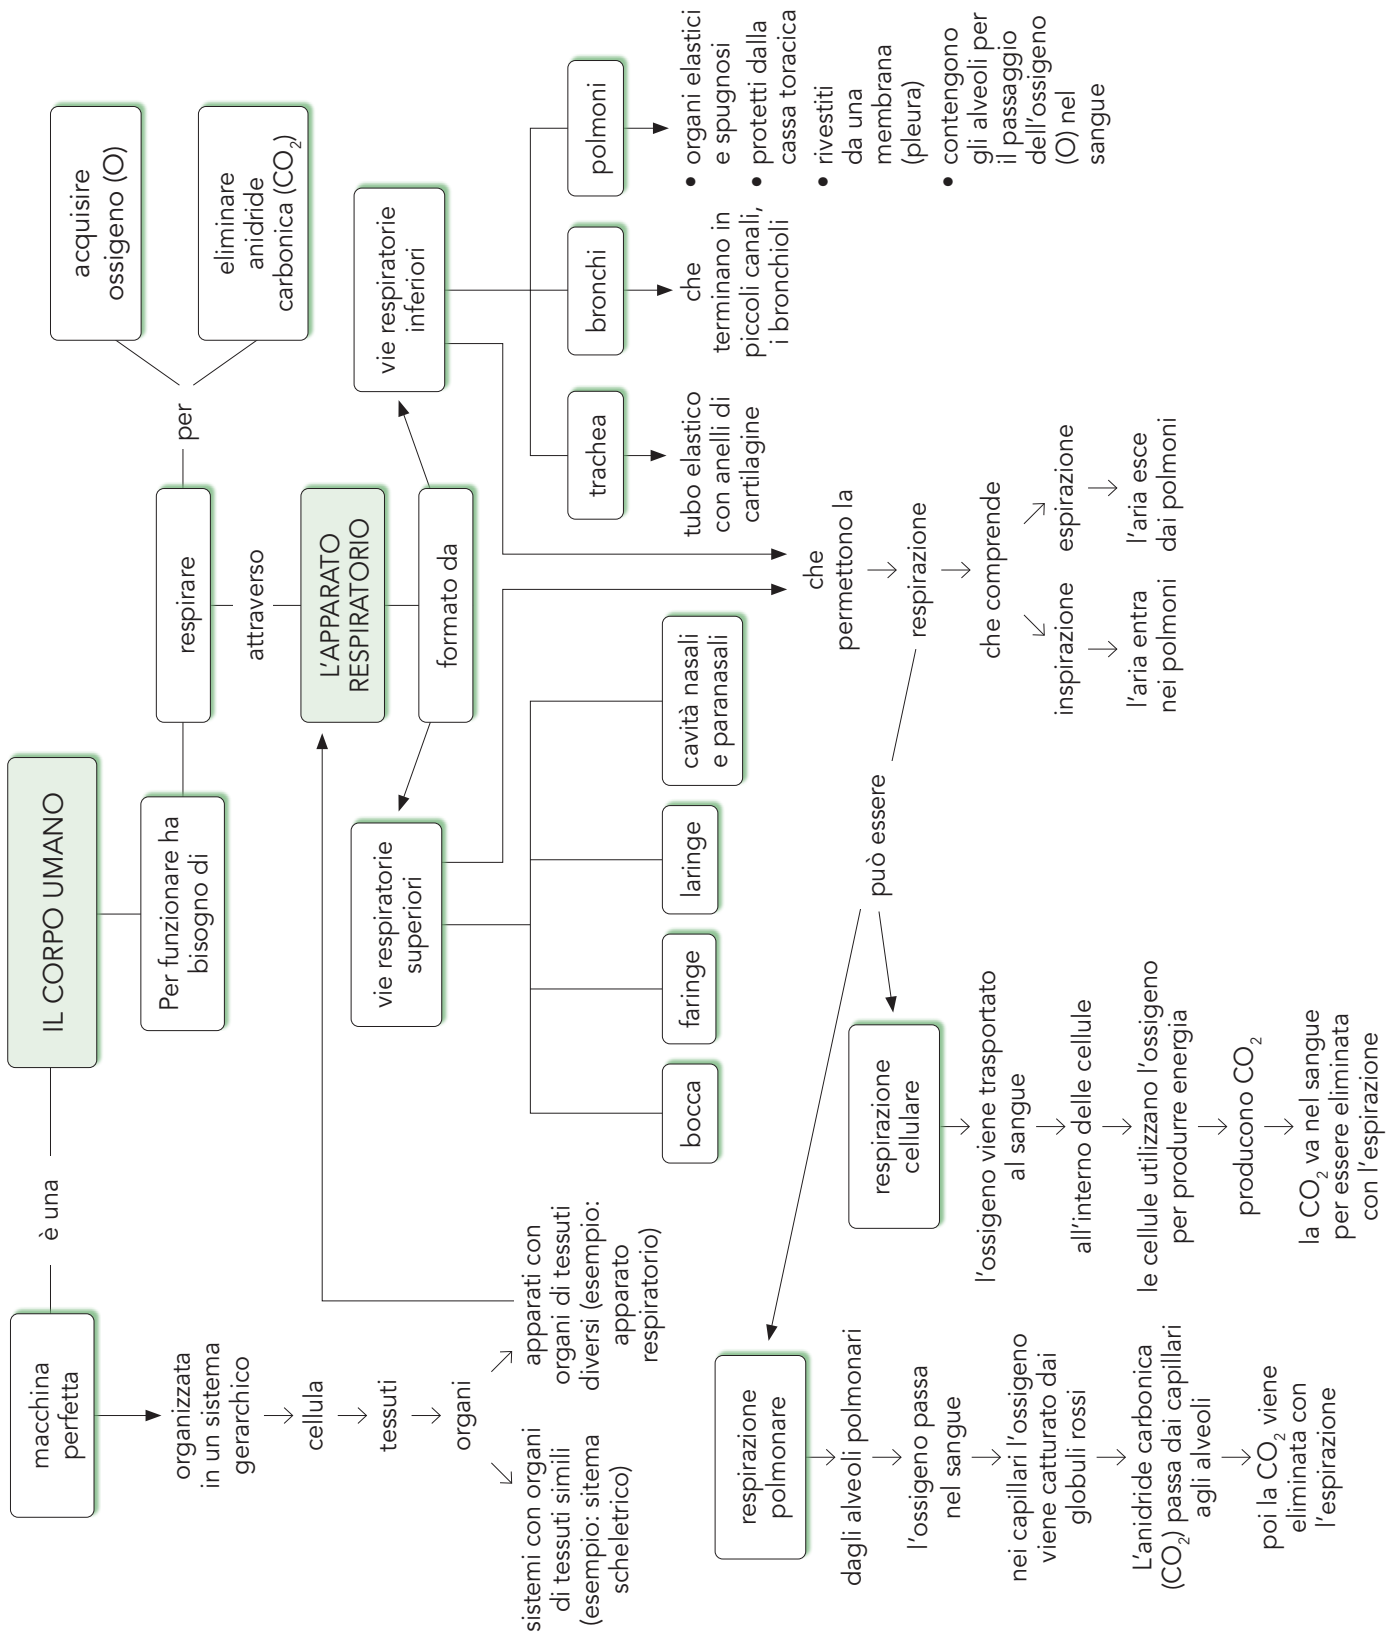 IL CORPO UMANO
è una
macchina
perfetta
organizzata
in un sistema
gerarchico
cellula
tessuti
organi
sistemi con organi
di tessuti simili
(esempio: sitema
scheletrico)
apparati con
organi di tessuti
diversi (esempio:
apparato
respiratorio)
Per funzionare ha
bisogno di
respirare
per
acquisire
ossigeno (O)
eliminare
anidride
carbonica (CO₂)
attraverso
L'APPARATO
RESPIRATORIO
formato da
vie respiratorie
superiori
bocca
faringe
laringe
cavità nasali
e paranasali
vie respiratorie
inferiori
trachea
tubo elastico
con anelli di
cartilagine
bronchi
che
terminano in
piccoli canali,
i bronchioli
polmoni
• organi elastici
e spugnosi
• protetti dalla
cassa toracica
• rivestiti
da una
membrana
(pleura)
• contengono
gli alveoli per
il passaggio
dell'ossigeno
(O) nel
sangue
che
permettono la
respirazione
che comprende
inspirazione
l'aria entra
nei polmoni
espirazione
l'aria esce
dai polmoni
può essere
respirazione
polmonare
dagli alveoli polmonari
l'ossigeno passa
nel sangue
nei capillari l'ossigeno
viene catturato dai
globuli rossi
L'anidride carbonica
(CO₂) passa dai capillari
agli alveoli
poi la CO₂ viene
eliminata con
l'espirazione
respirazione
cellulare
l'ossigeno viene trasportato
al sangue
all'interno delle cellule
le cellule utilizzano l'ossigeno
per produrre energia
producono CO₂
la CO₂ va nel sangue
per essere eliminata
con l'espirazione